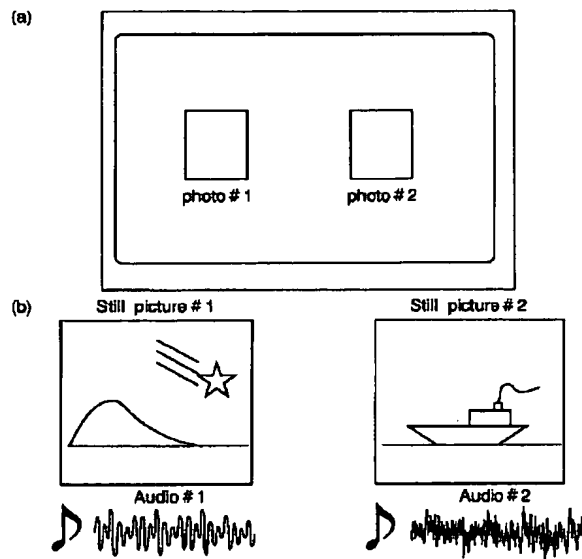 (a)
photo # 1 photo # 2
(b)
Still picture # 1 Still picture # 2
Audio # 1 Audio # 2